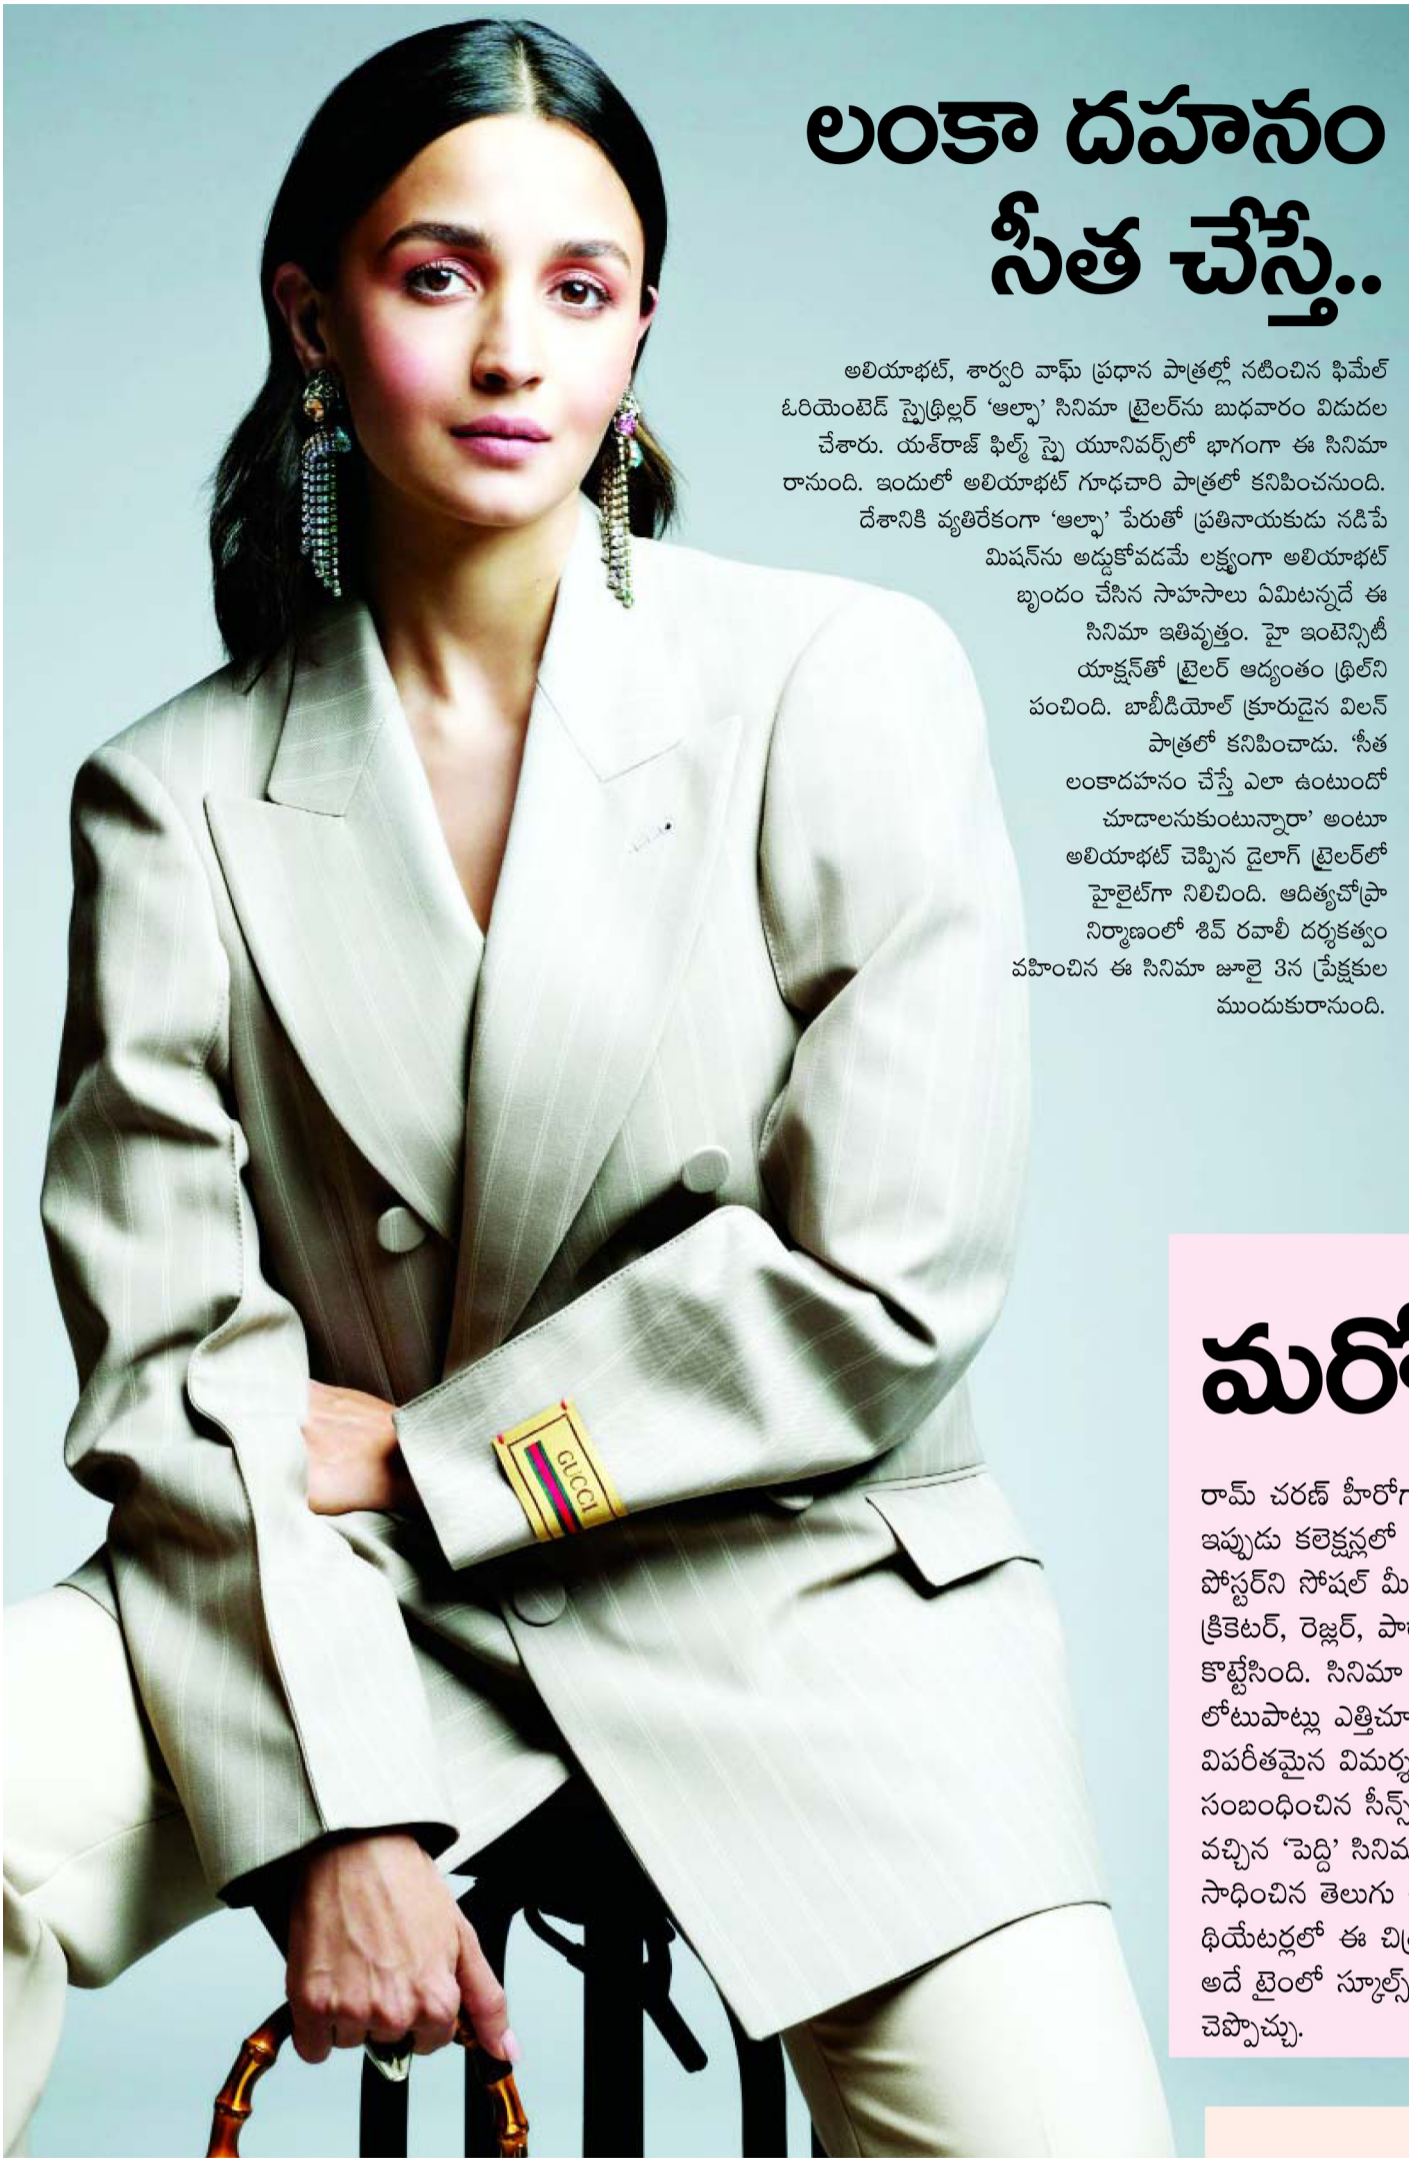 లంకా దహనం
సీత చేస్తే..
అలియాభట్, శార్వరి వాఘ్ ప్రధాన పాత్రల్లో నటించిన ఫిమేల్
ఓరియెంటెడ్ స్పైథ్రిల్లర్ ‘ఆల్ఫా’ సినిమా ట్రైలర్‌ను బుధవారం విడుదల
చేశారు. యశ్‌రాజ్ ఫిల్మ్ స్పై యూనివర్స్‌లో భాగంగా ఈ సినిమా
రానుంది. ఇందులో అలియాభట్ గూఢచారి పాత్రలో కనిపించనుంది.
దేశానికి వ్యతిరేకంగా ‘ఆల్ఫా’ పేరుతో ప్రతినాయకుడు నడిపే
మిషన్‌ను అడ్డుకోవడమే లక్ష్యంగా అలియాభట్
బృందం చేసిన సాహసాలు ఏమిటన్నదే ఈ
సినిమా ఇతివృత్తం. హై ఇంటెన్సిటీ
యాక్షన్‌తో ట్రైలర్ ఆద్యంతం థ్రిల్‌ని
పంచింది. బాబీడియోల్ క్రూరుడైన విలన్
పాత్రలో కనిపించాడు. ‘సీత
లంకాదహనం చేస్తే ఎలా ఉంటుందో
చూడాలనుకుంటున్నారా’ అంటూ
అలియాభట్ చెప్పిన డైలాగ్ ట్రైలర్‌లో
హైలైట్‌గా నిలిచింది. ఆదిత్యచోప్రా
నిర్మాణంలో శివ్ రవాలీ దర్శకత్వం
వహించిన ఈ సినిమా జూలై 3న ప్రేక్షకుల
ముందుకురానుంది.
GUCCI
మరో
రామ్ చరణ్ హీరోగా
ఇప్పుడు కలెక్షన్లలో
పోస్టర్‌ని సోషల్ మీ
క్రికెటర్, రెజ్లర్,
కొట్టేసింది. సినిమా
లోటుపాట్లు ఎత్తిచూ
విపరీతమైన విమర్శ
సంబంధించిన సీన్స్
వచ్చిన ‘పెద్ది’ సినిమా
సాధించిన తెలుగు
థియేటర్లలో ఈ
అదే టైంలో స్కూల్స్
చెప్పొచ్చు.